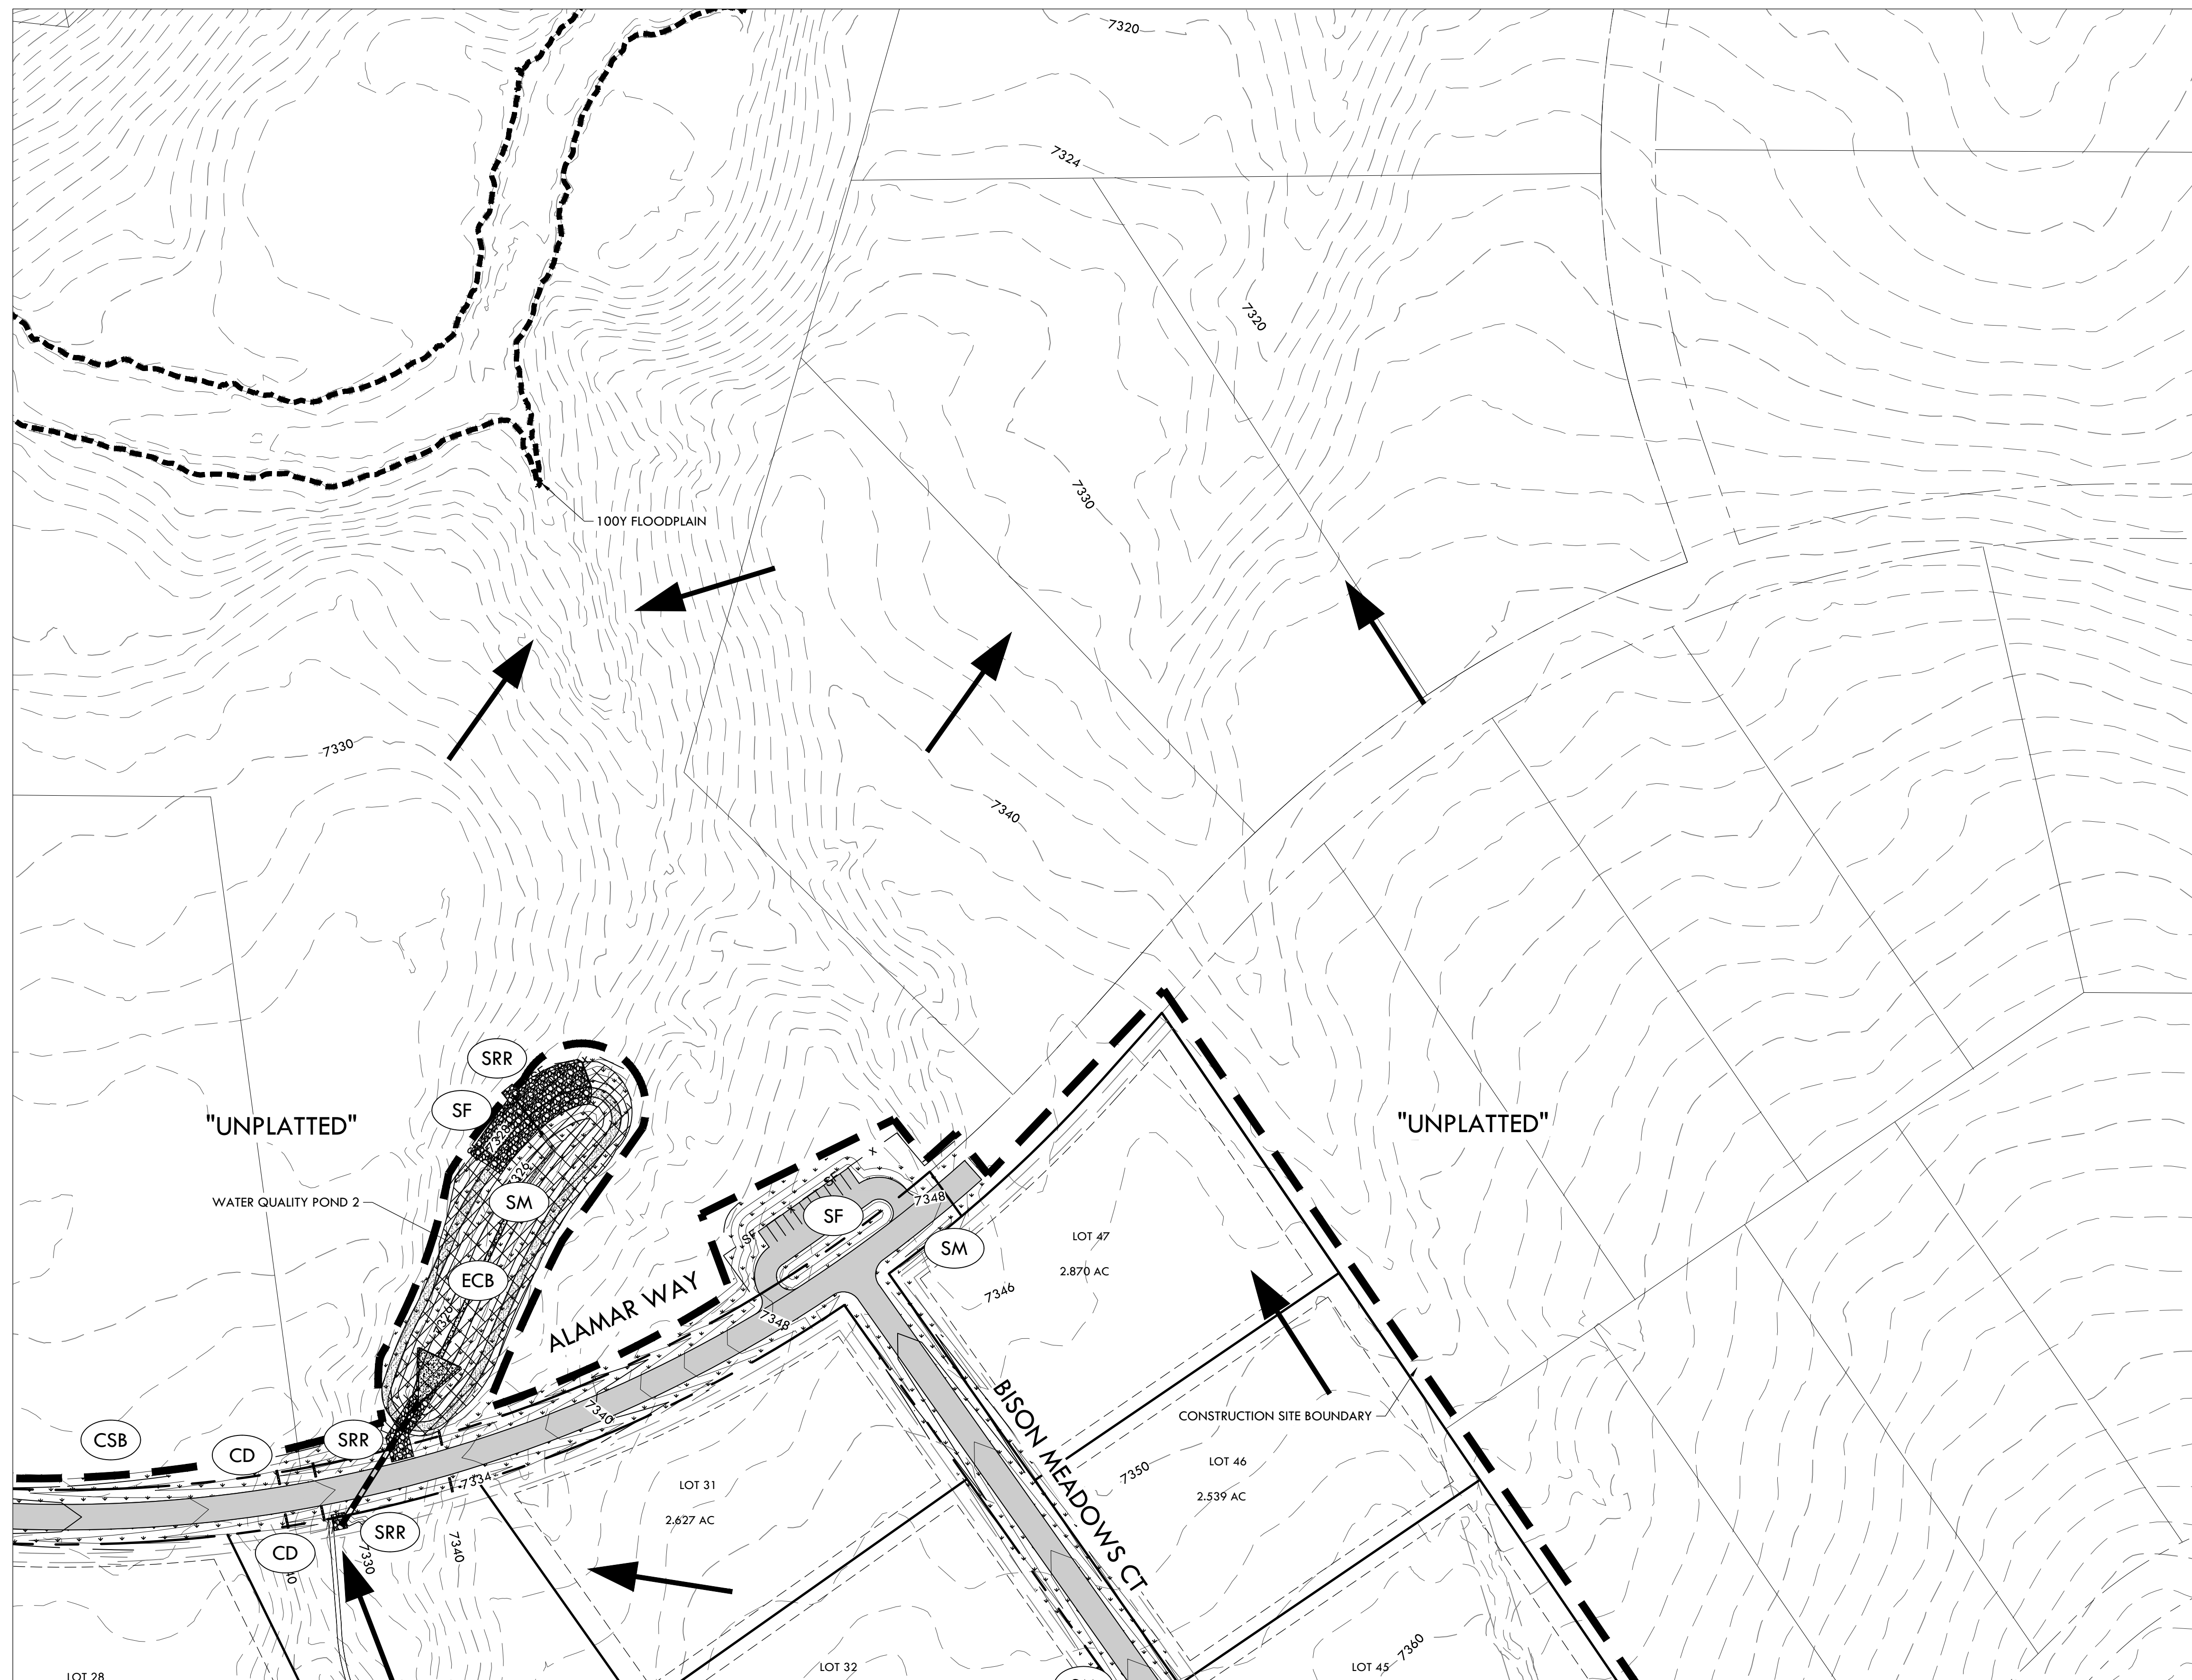 7320
7324
7320
7330
100Y FLOODPLAIN
7330
7340
SRR
SF
"UNPLATTED"
"UNPLATTED"
WATER QUALITY POND 2
SM
SF
SF
7348
SF
SM
LOT 47
2.870 AC
7346
ECB
ALAMAR WAY
7348
BISON MEADOWS CT
7340
CONSTRUCTION SITE BOUNDARY
CSB
CD
SRR
LOT 46
2.539 AC
7350
7334
LOT 31
2.627 AC
SRR
CD
7330
7340
7360
LOT 28
LOT 32
LOT 45